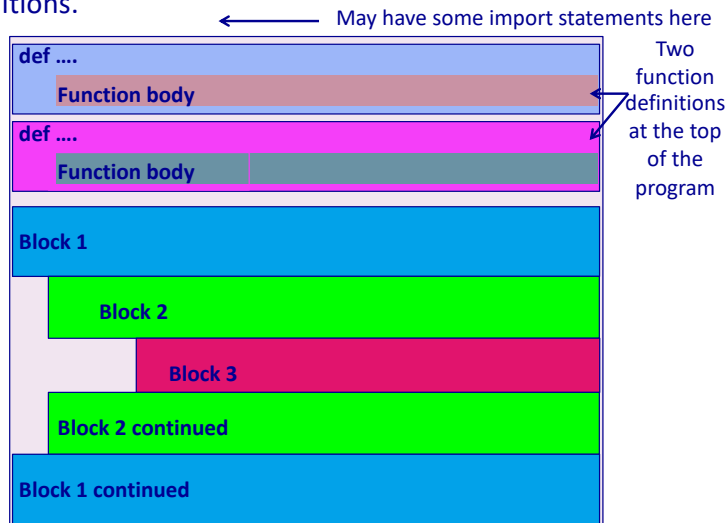 itions.
May have some import statements here
def ….
Function body
def ….
Function body
Two
function
definitions
at the top
of the
program
Block 1
Block 2
Block 3
Block 2 continued
Block 1 continued